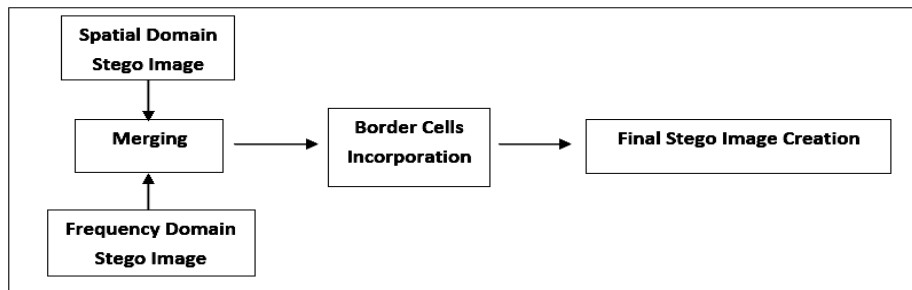 Spatial Domain
Stego Image
Merging
Border Cells
Incorporation
Final Stego Image Creation
Frequency Domain
Stego Image